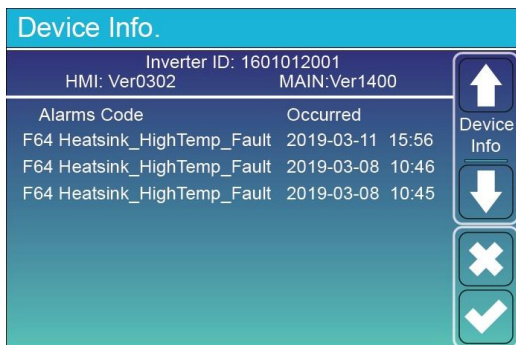 Device Info.
Inverter ID: 1601012001
HMI: Ver0302 MAIN:Ver1400
Alarms Code Occurred
F64 Heatsink_HighTemp_Fault 2019-03-11 15:56
F64 Heatsink_HighTemp_Fault 2019-03-08 10:46
F64 Heatsink_HighTemp_Fault 2019-03-08 10:45
Device
Info